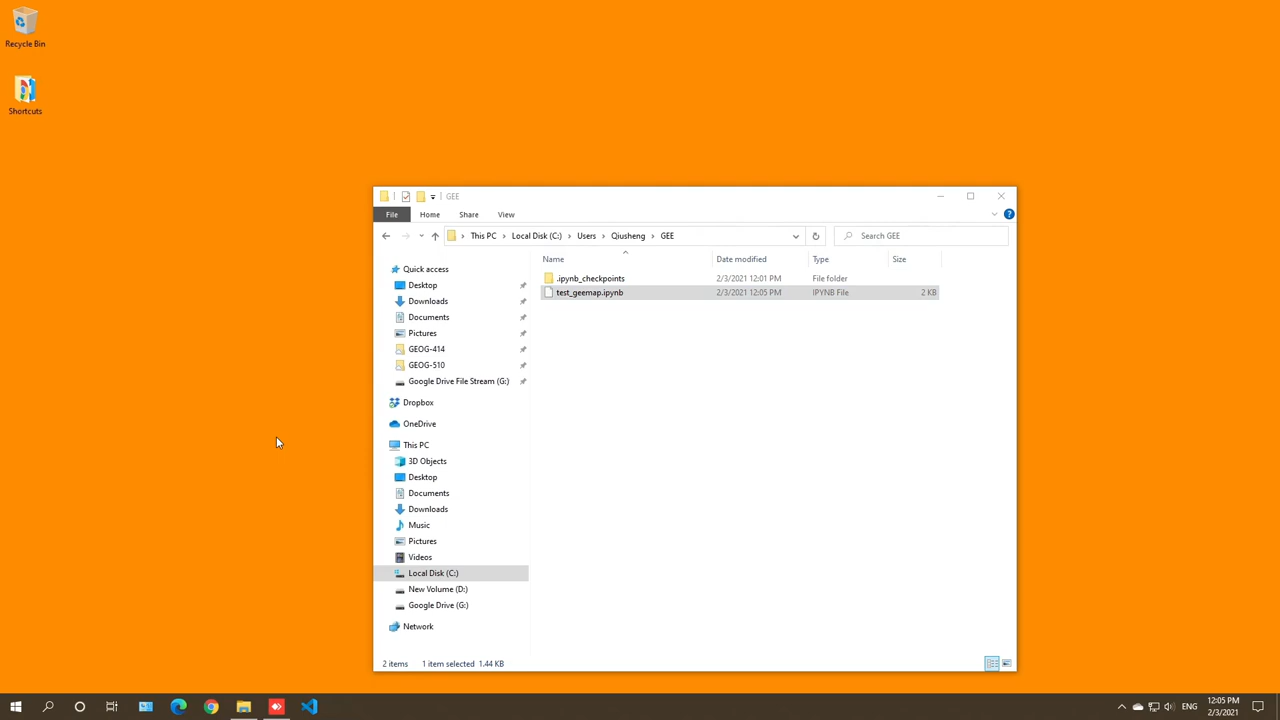 Recycle Bin
Shortcuts
GEE
File Home Share View
This PC Local Disk (C:) Users Qiusheng GEE
Search GEE
Name Date modified Type Size
.ipynb_checkpoints 2/3/2021 12:01 PM File folder
test_geemap.ipynb 2/3/2021 12:05 PM IPYNB File 2 KB
Quick access
Desktop
Downloads
Documents
Pictures
GEOG-414
GEOG-510
Google Drive File Stream (G:)
Dropbox
OneDrive
This PC
3D Objects
Desktop
Documents
Downloads
Music
Pictures
Videos
Local Disk (C:)
New Volume (D:)
Google Drive (G:)
Network
2 items 1 item selected 1.44 KB
ENG
12:05 PM
2/3/2021